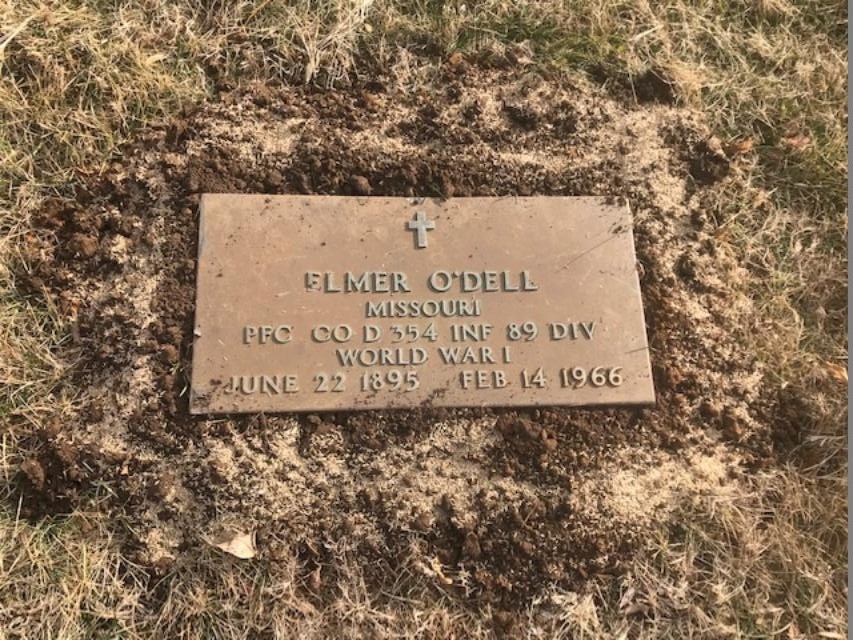 ELMER O'DELL
MISSOURI
PFC CO D 354 INF 89 DIV
WORLD WAR I
JUNE 22 1895 FEB 14 1966